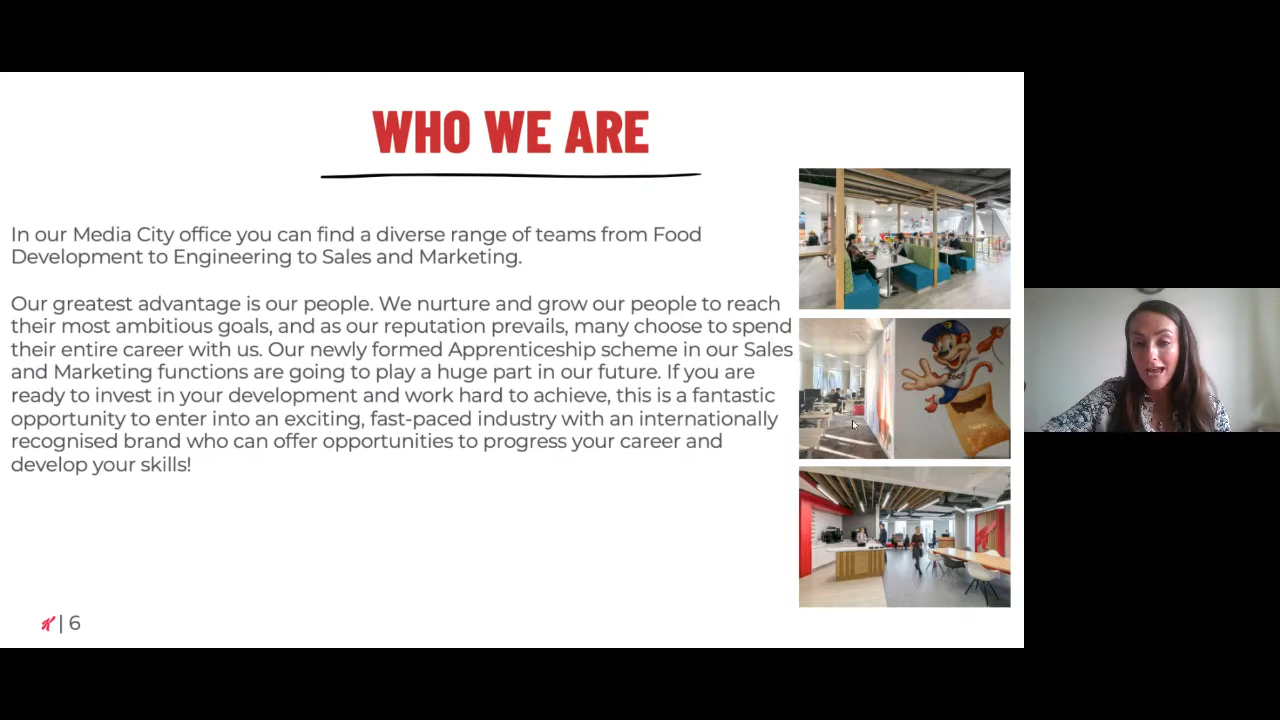 WHO WE ARE
In our Media City office you can find a diverse range of teams from Food
Development to Engineering to Sales and Marketing.
Our greatest advantage is our people. We nurture and grow our people to reach
their most ambitious goals, and as our reputation prevails, many choose to spend
their entire career with us. Our newly formed Apprenticeship scheme in our Sales
and Marketing functions are going to play a huge part in our future. If you are
ready to invest in your development and work hard to achieve, this is a fantastic
opportunity to enter into an exciting, fast-paced industry with an internationally
recognised brand who can offer opportunities to progress your career and
develop your skills!
| 6